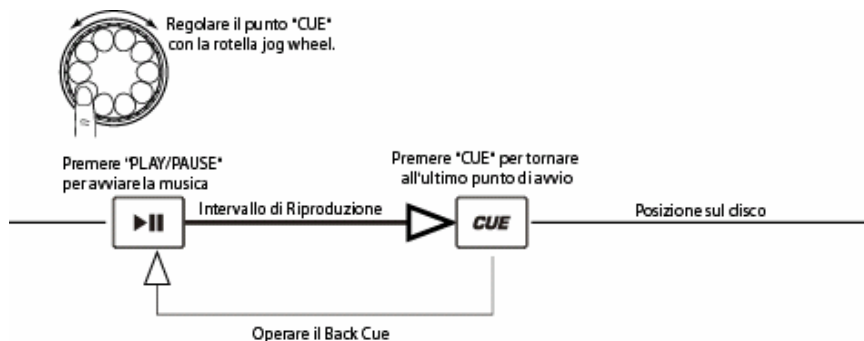 Regolare il punto "CUE"
con la rotella jog wheel.
Premere "PLAY/PAUSE"
per avviare la musica
Premere "CUE" per tornare
all'ultimo punto di avvio
Intervallo di Riproduzione
CUE
Posizione sul disco
Operare il Back Cue